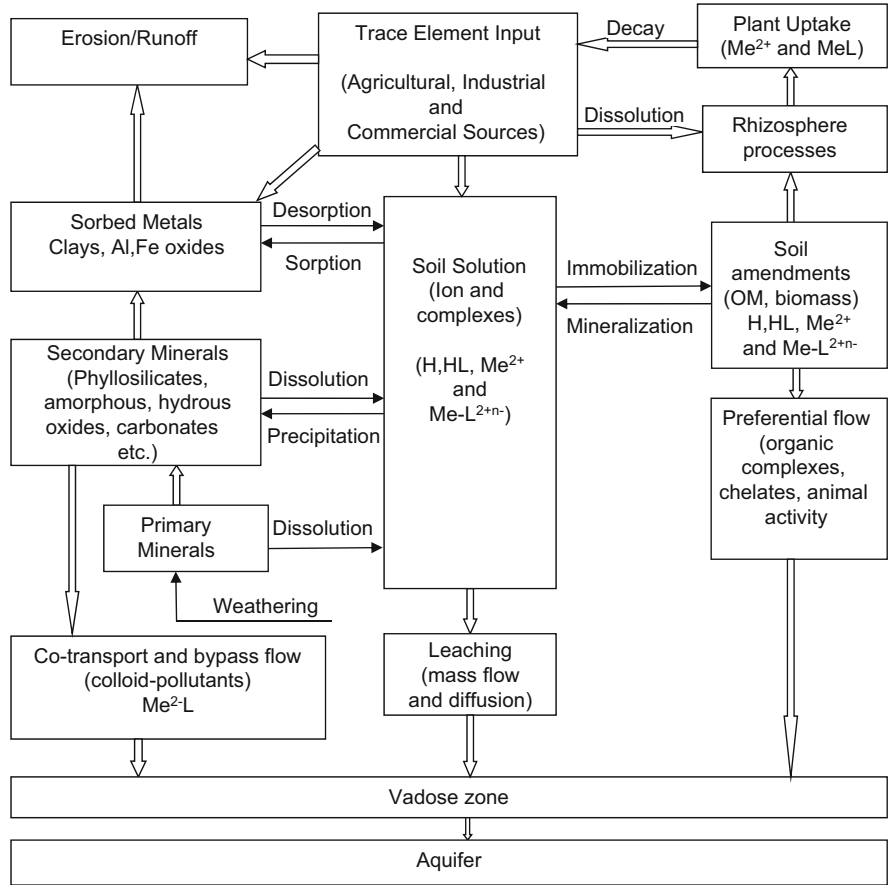 Erosion/Runoff
Trace Element Input
(Agricultural, Industrial
and
Commercial Sources)
Decay
Plant Uptake
(Me²⁺ and MeL)
Dissolution
Rhizosphere
processes
Sorbed Metals
Clays, Al,Fe oxides
Desorption
Sorption
Soil Solution
(Ion and
complexes)
(H,HL, Me²⁺
and
Me-L²⁺ⁿ⁻)
Immobilization
Mineralization
Soil
amendments
(OM, biomass)
H,HL, Me²⁺
and Me-L²⁺ⁿ⁻
Secondary Minerals
(Phyllosilicates,
amorphous, hydrous
oxides, carbonates
etc.)
Dissolution
Precipitation
Preferential flow
(organic
complexes,
chelates, animal
activity
Primary
Minerals
Dissolution
Weathering
Co-transport and bypass flow
(colloid-pollutants)
Me²⁻L
Leaching
(mass flow
and diffusion)
Vadose zone
Aquifer